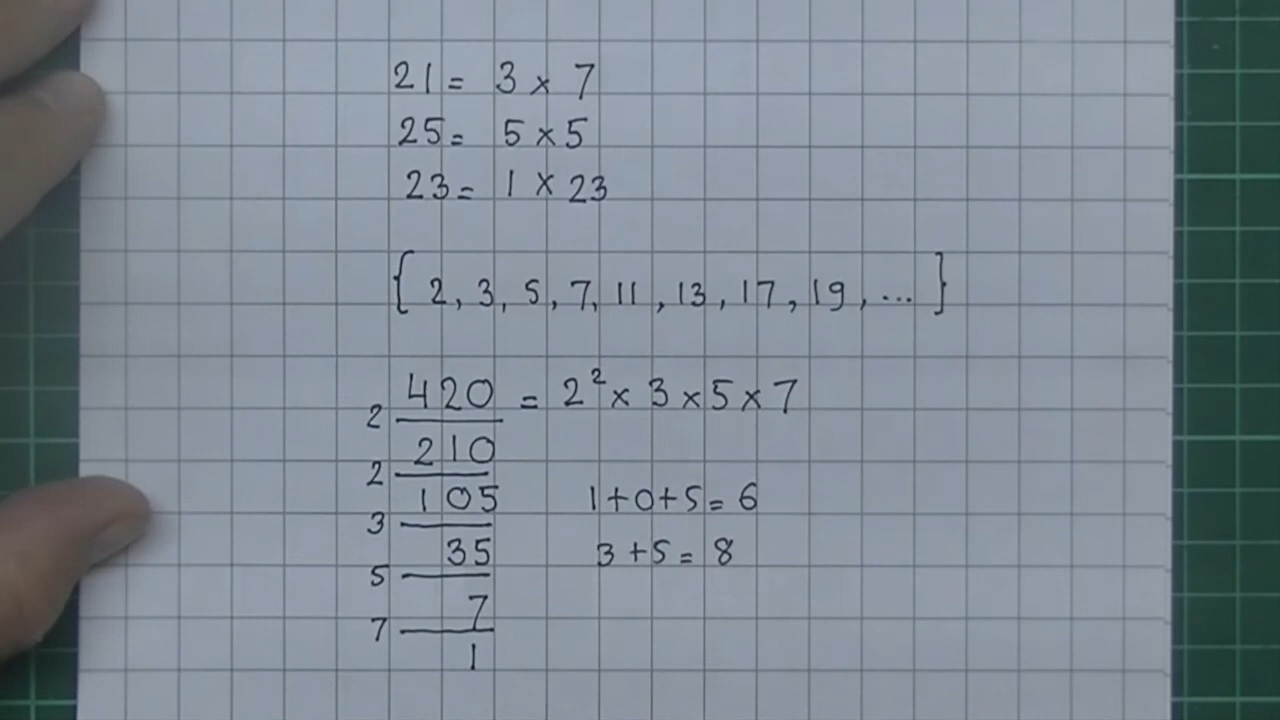 21 = 3 × 7
25 = 5 × 5
23 = 1 × 23
{ 2, 3, 5, 7, 11, 13, 17, 19, ... }
420 = 2² × 3 × 5 × 7
2
210
2
105 1+0+5 = 6
3
35 3+5 = 8
5
7
7
1